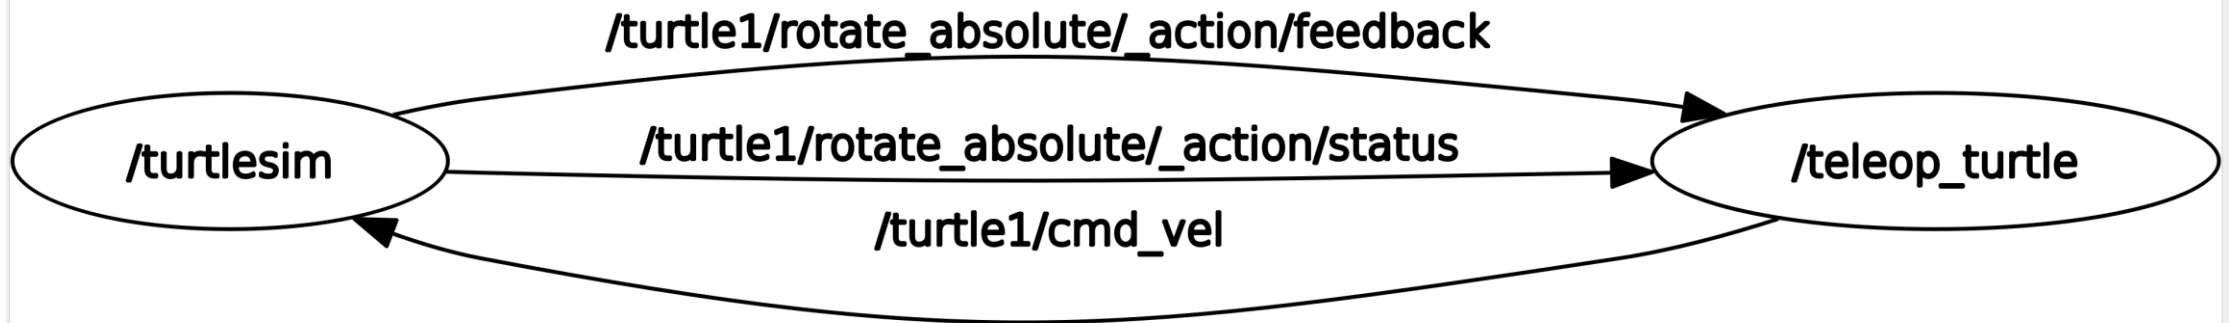 /turtle1/rotate_absolute/_action/feedback
/turtlesim
/turtle1/rotate_absolute/_action/status
/teleop_turtle
/turtle1/cmd_vel